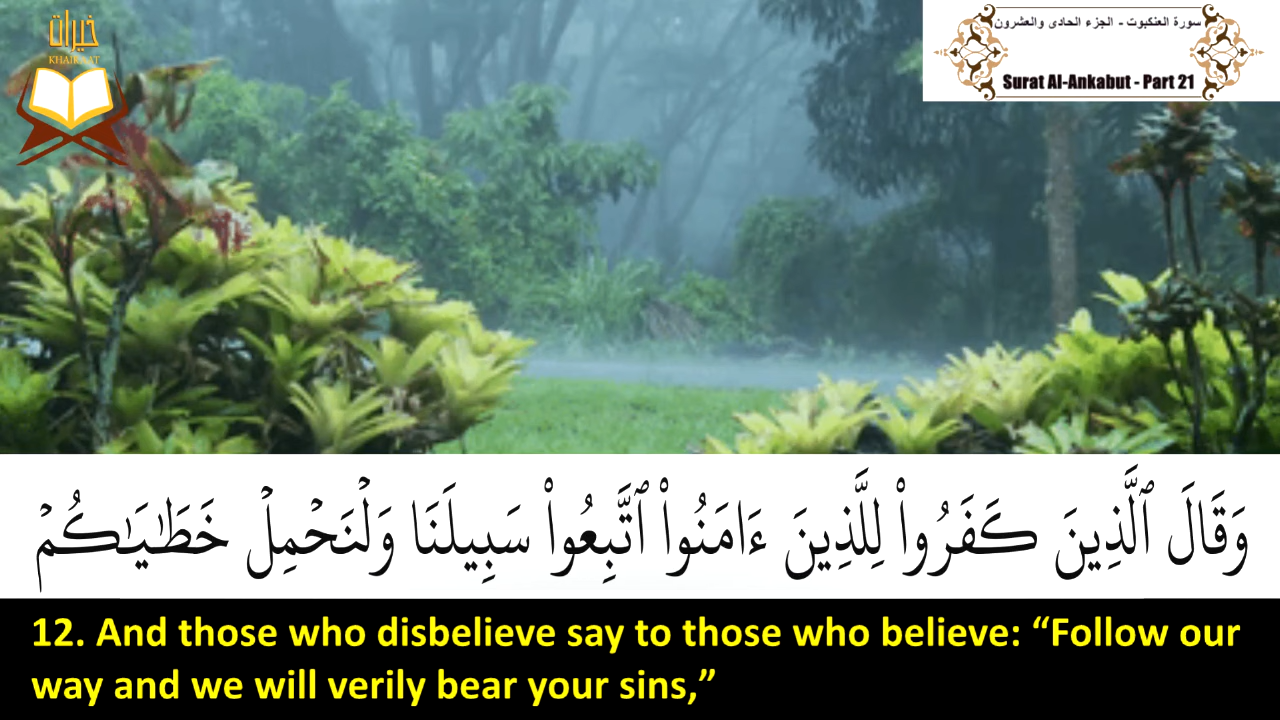 خيرات
KHAIRAAT
سورة العنكبوت - الجزء الحادى والعشرون
Surat Al-Ankabut - Part 21
وَقَالَ ٱلَّذِينَ كَفَرُوا۟ لِلَّذِينَ ءَامَنُوا۟ ٱتَّبِعُوا۟ سَبِيلَنَا وَلْنَحْمِلْ خَطَٰيَٰكُمْ
12. And those who disbelieve say to those who believe: “Follow our
way and we will verily bear your sins,”